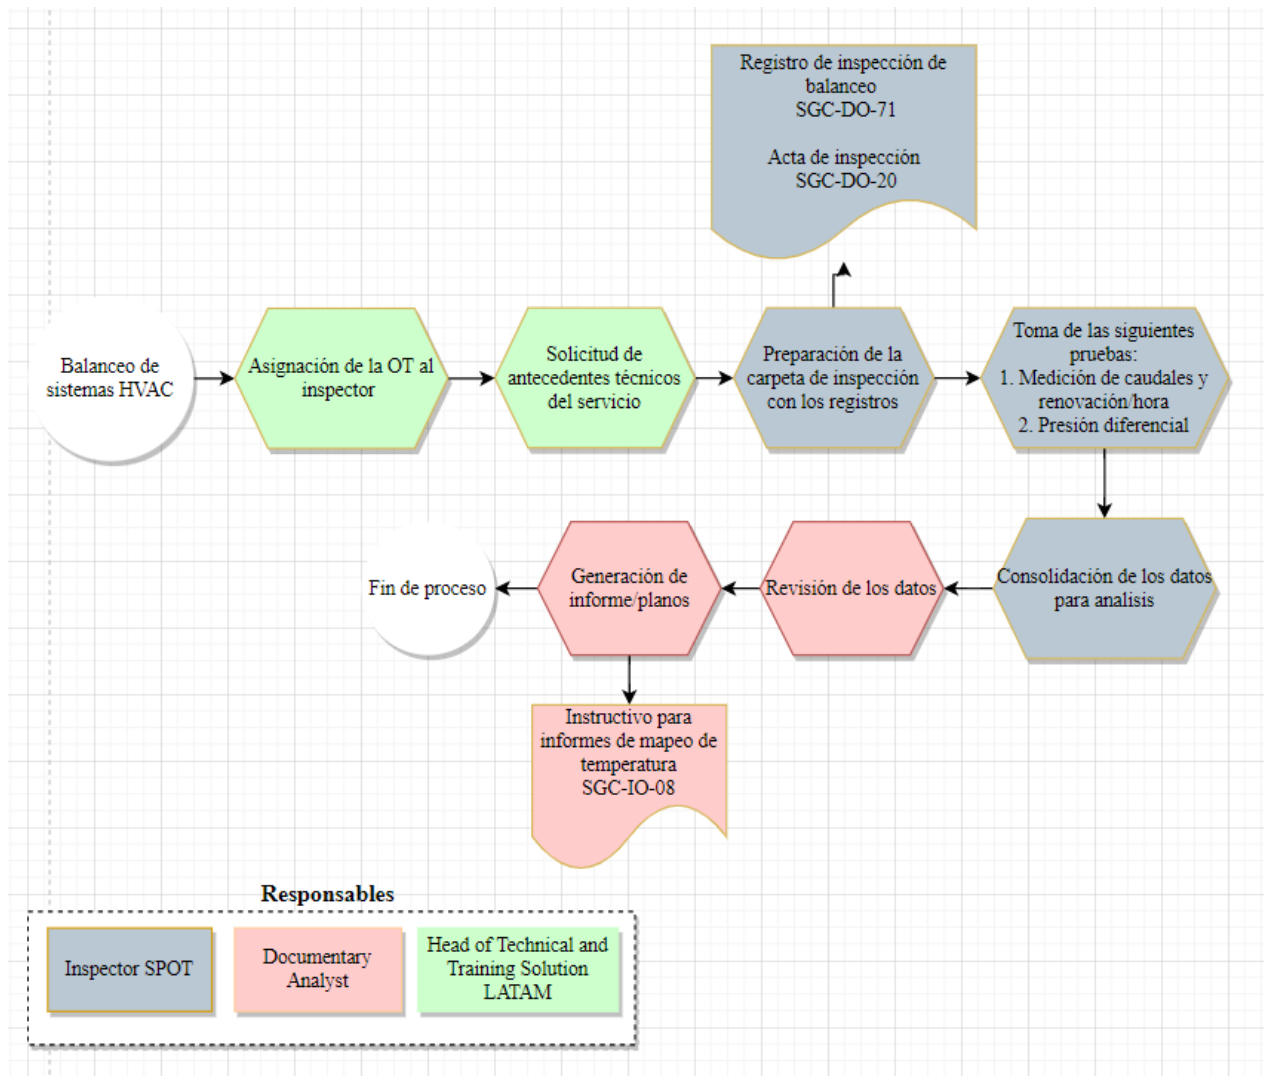 Registro de inspección de
balanceo
SGC-DO-71
Acta de inspección
SGC-DO-20
Balanceo de
sistemas HVAC
Asignación de la OT al
inspector
Solicitud de
antecedentes técnicos
del servicio
Preparación de la
carpeta de inspección
con los registros
Toma de las siguientes
pruebas:
1. Medición de caudales y
renovación/hora
2. Presión diferencial
Fin de proceso
Generación de
informe/planos
Revisión de los datos
Consolidación de los datos
para analisis
Instructivo para
informes de mapeo de
temperatura
SGC-IO-08
Responsables
Inspector SPOT
Documentary
Analyst
Head of Technical and
Training Solution
LATAM